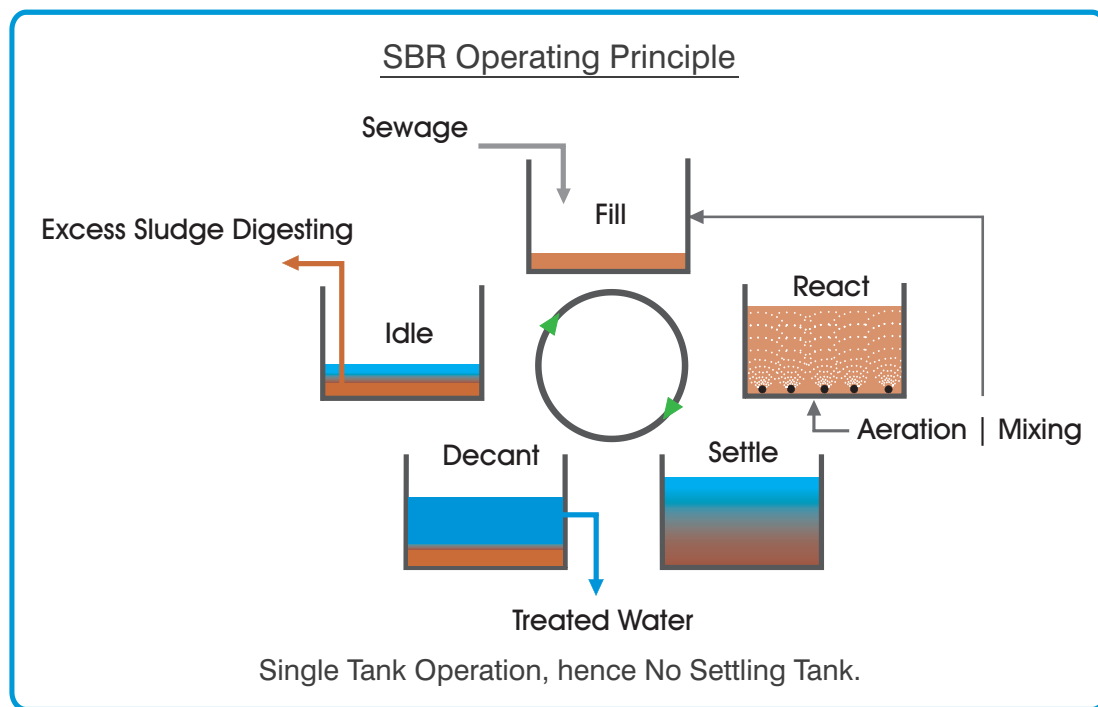 SBR Operating Principle
Sewage
Fill
Excess Sludge Digesting
React
Idle
Aeration | Mixing
Decant
Settle
Treated Water
Single Tank Operation, hence No Settling Tank.